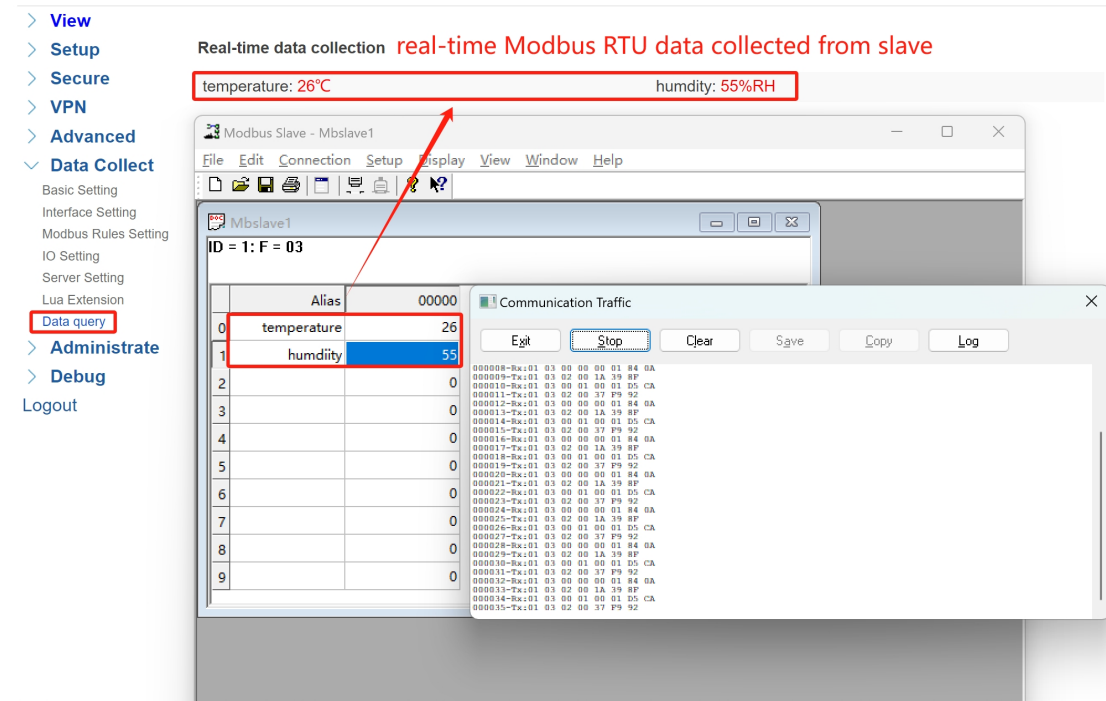 View
Setup
Secure
VPN
Advanced
Data Collect
Basic Setting
Interface Setting
Modbus Rules Setting
IO Setting
Server Setting
Lua Extension
Data query
Administrate
Debug
Logout
Real-time data collection real-time Modbus RTU data collected from slave
temperature: 26℃ humdity: 55%RH
Modbus Slave - Mbslave1
File Edit Connection Setup Display View Window Help
Mbslave1
ID = 1: F = 03
Alias 00000
0 temperature 26
1 humdiity 55
2 0
3 0
4 0
5 0
6 0
7 0
8 0
9 0
Communication Traffic
Exit Stop Clear Save Copy Log
000008-Rx:01 03 00 00 00 01 84 0A
000009-Tx:01 03 02 00 1A 39 8F
000010-Rx:01 03 00 01 00 01 D5 CA
000011-Tx:01 03 02 00 37 F9 92
000012-Rx:01 03 00 00 00 01 84 0A
000013-Tx:01 03 02 00 1A 39 8F
000014-Rx:01 03 00 01 00 01 D5 CA
000015-Tx:01 03 02 00 37 F9 92
000016-Rx:01 03 00 00 00 01 84 0A
000017-Tx:01 03 02 00 1A 39 8F
000018-Rx:01 03 00 01 00 01 D5 CA
000019-Tx:01 03 02 00 37 F9 92
000020-Rx:01 03 00 00 00 01 84 0A
000021-Tx:01 03 02 00 1A 39 8F
000022-Rx:01 03 00 01 00 01 D5 CA
000023-Tx:01 03 02 00 37 F9 92
000024-Rx:01 03 00 00 00 01 84 0A
000025-Tx:01 03 02 00 1A 39 8F
000026-Rx:01 03 00 01 00 01 D5 CA
000027-Tx:01 03 02 00 37 F9 92
000028-Rx:01 03 00 00 00 01 84 0A
000029-Tx:01 03 02 00 1A 39 8F
000030-Rx:01 03 00 01 00 01 D5 CA
000031-Tx:01 03 02 00 37 F9 92
000032-Rx:01 03 00 00 00 01 84 0A
000033-Tx:01 03 02 00 1A 39 8F
000034-Rx:01 03 00 01 00 01 D5 CA
000035-Tx:01 03 02 00 37 F9 92